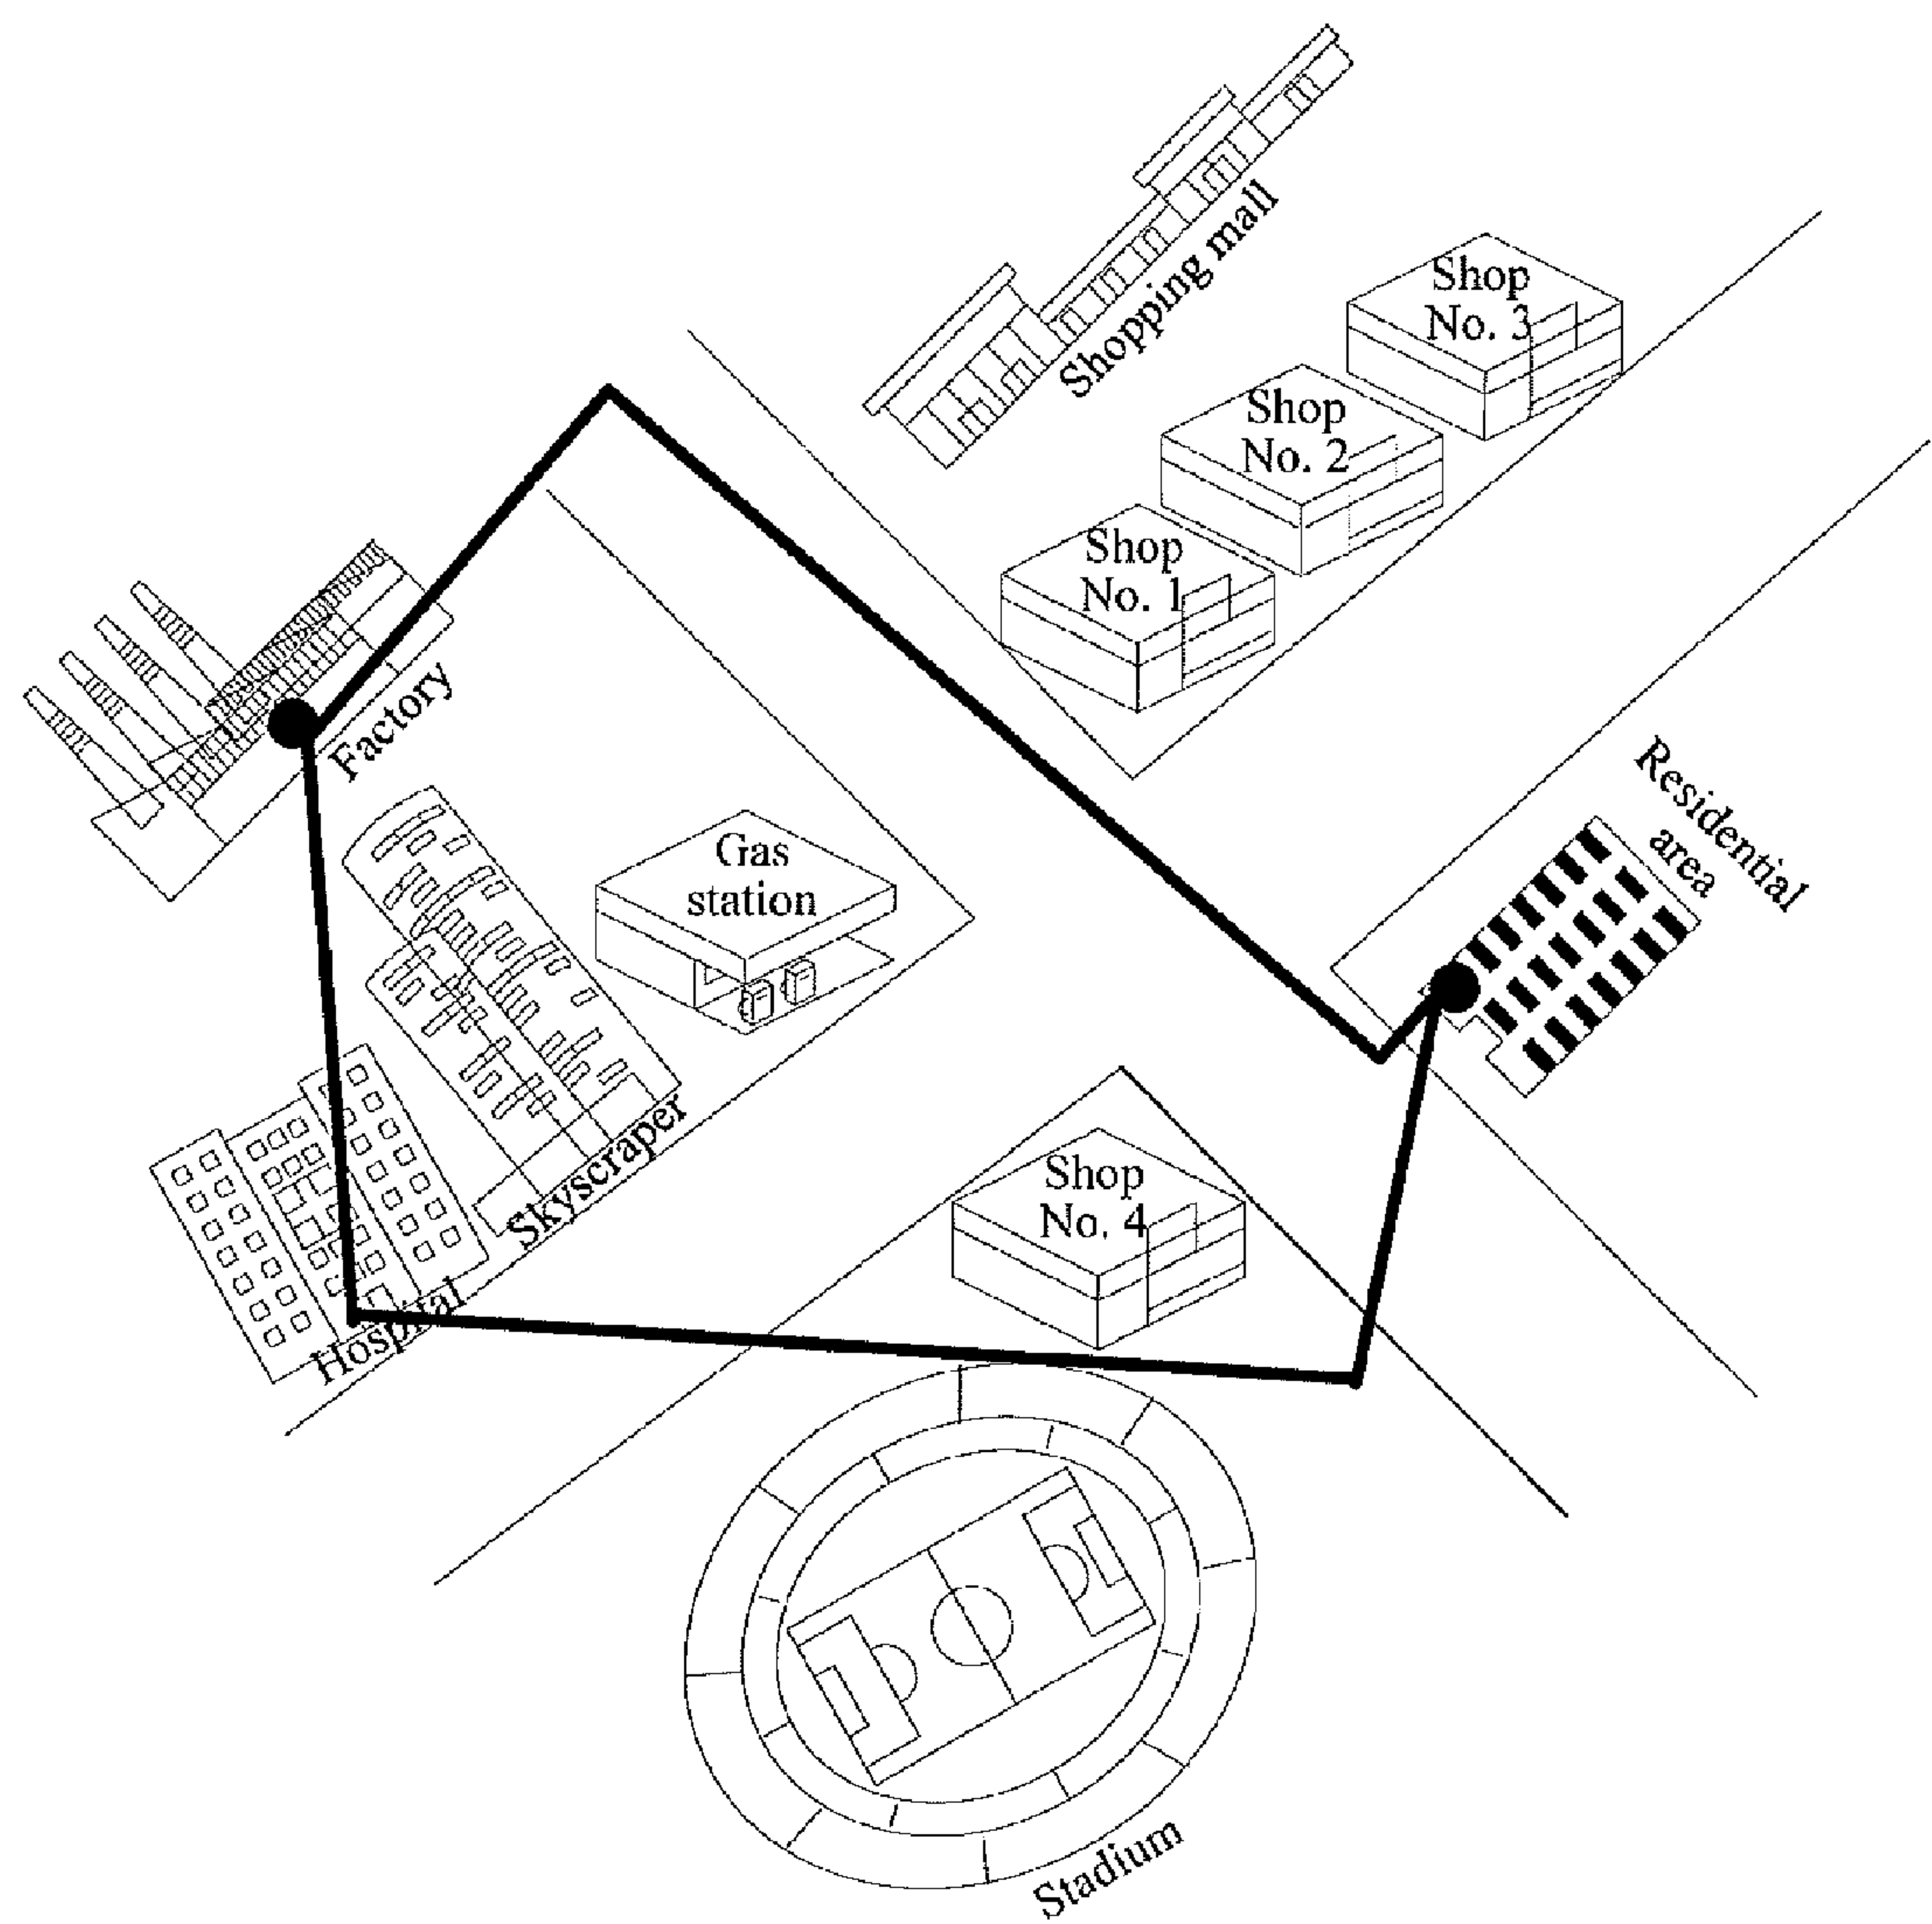 Shopping mall
Shop
No. 3
Shop
No. 2
Shop
No. 1
Factory
Residential
area
Gas
station
Skyscraper
Shop
No. 4
Hospital
Stadium